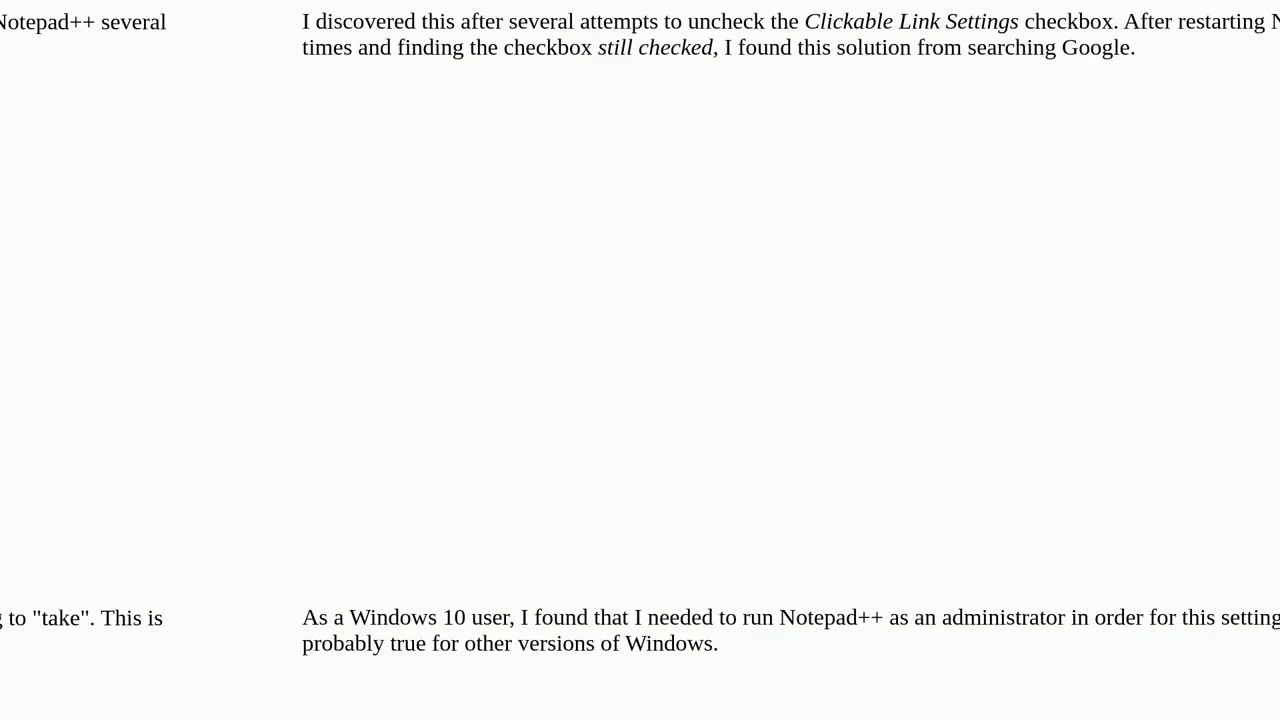 Notepad++ several
I discovered this after several attempts to uncheck the Clickable Link Settings checkbox. After restarting
times and finding the checkbox still checked, I found this solution from searching Google.
to "take". This is
As a Windows 10 user, I found that I needed to run Notepad++ as an administrator in order for this setting
probably true for other versions of Windows.